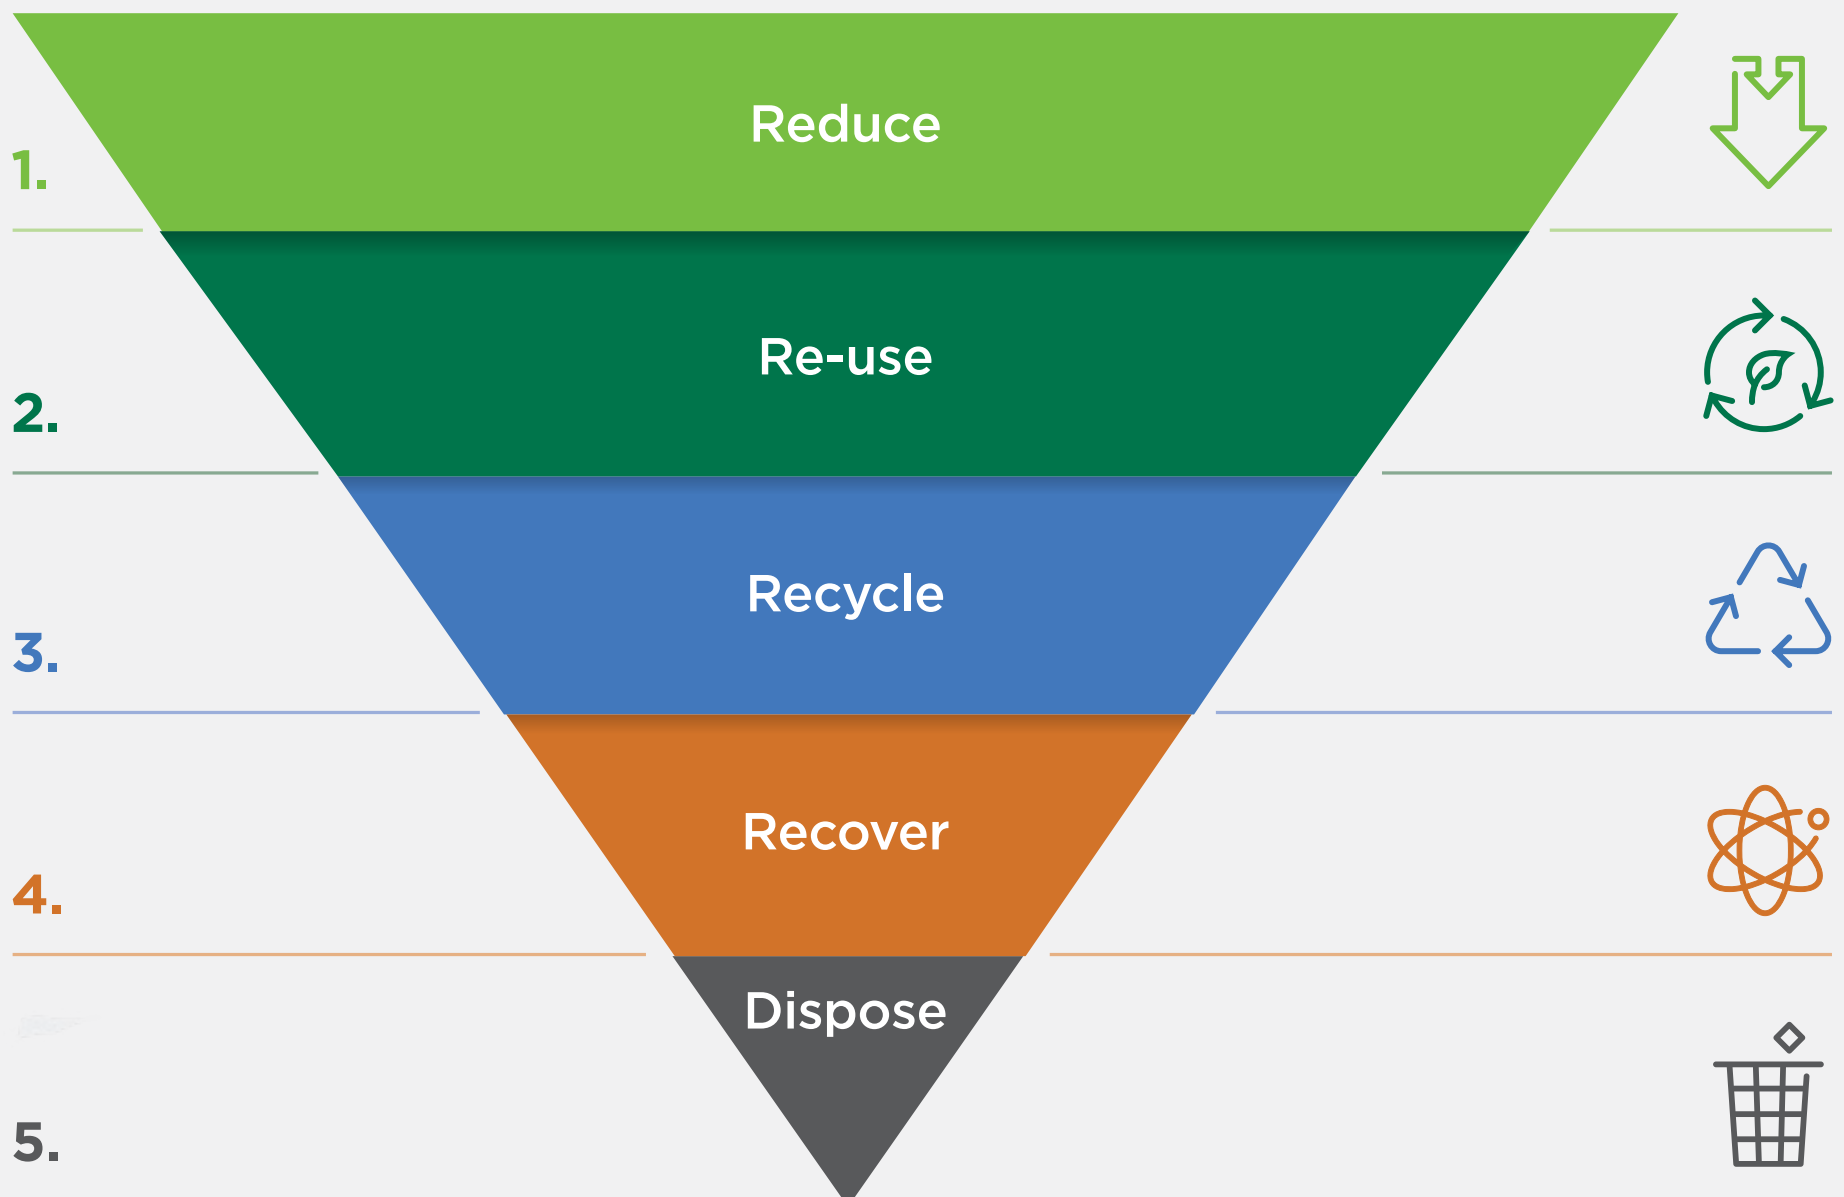 Reduce
1.
Re-use
2.
Recycle
3.
Recover
4.
Dispose
5.